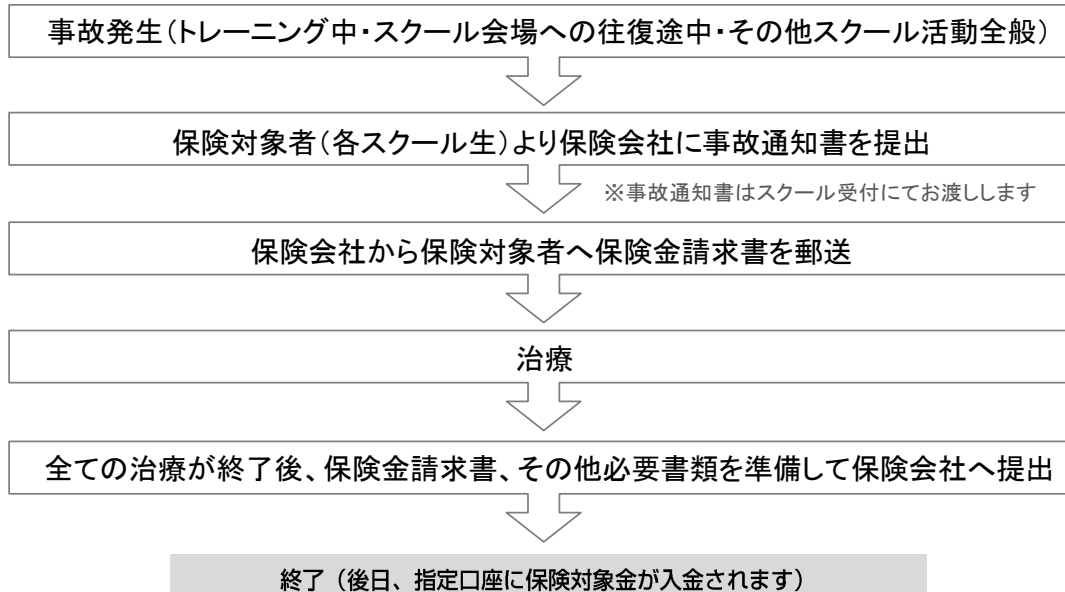 事故発生（トレーニング中・スクール会場への往復途中・その他スクール活動全般）
保険対象者（各スクール生）より保険会社に事故通知書を提出
※事故通知書はスクール受付にてお渡しします
保険会社から保険対象者へ保険金請求書を郵送
治療
全ての治療が終了後、保険金請求書、その他必要書類を準備して保険会社へ提出
終了（後日、指定口座に保険対象金が入金されます）